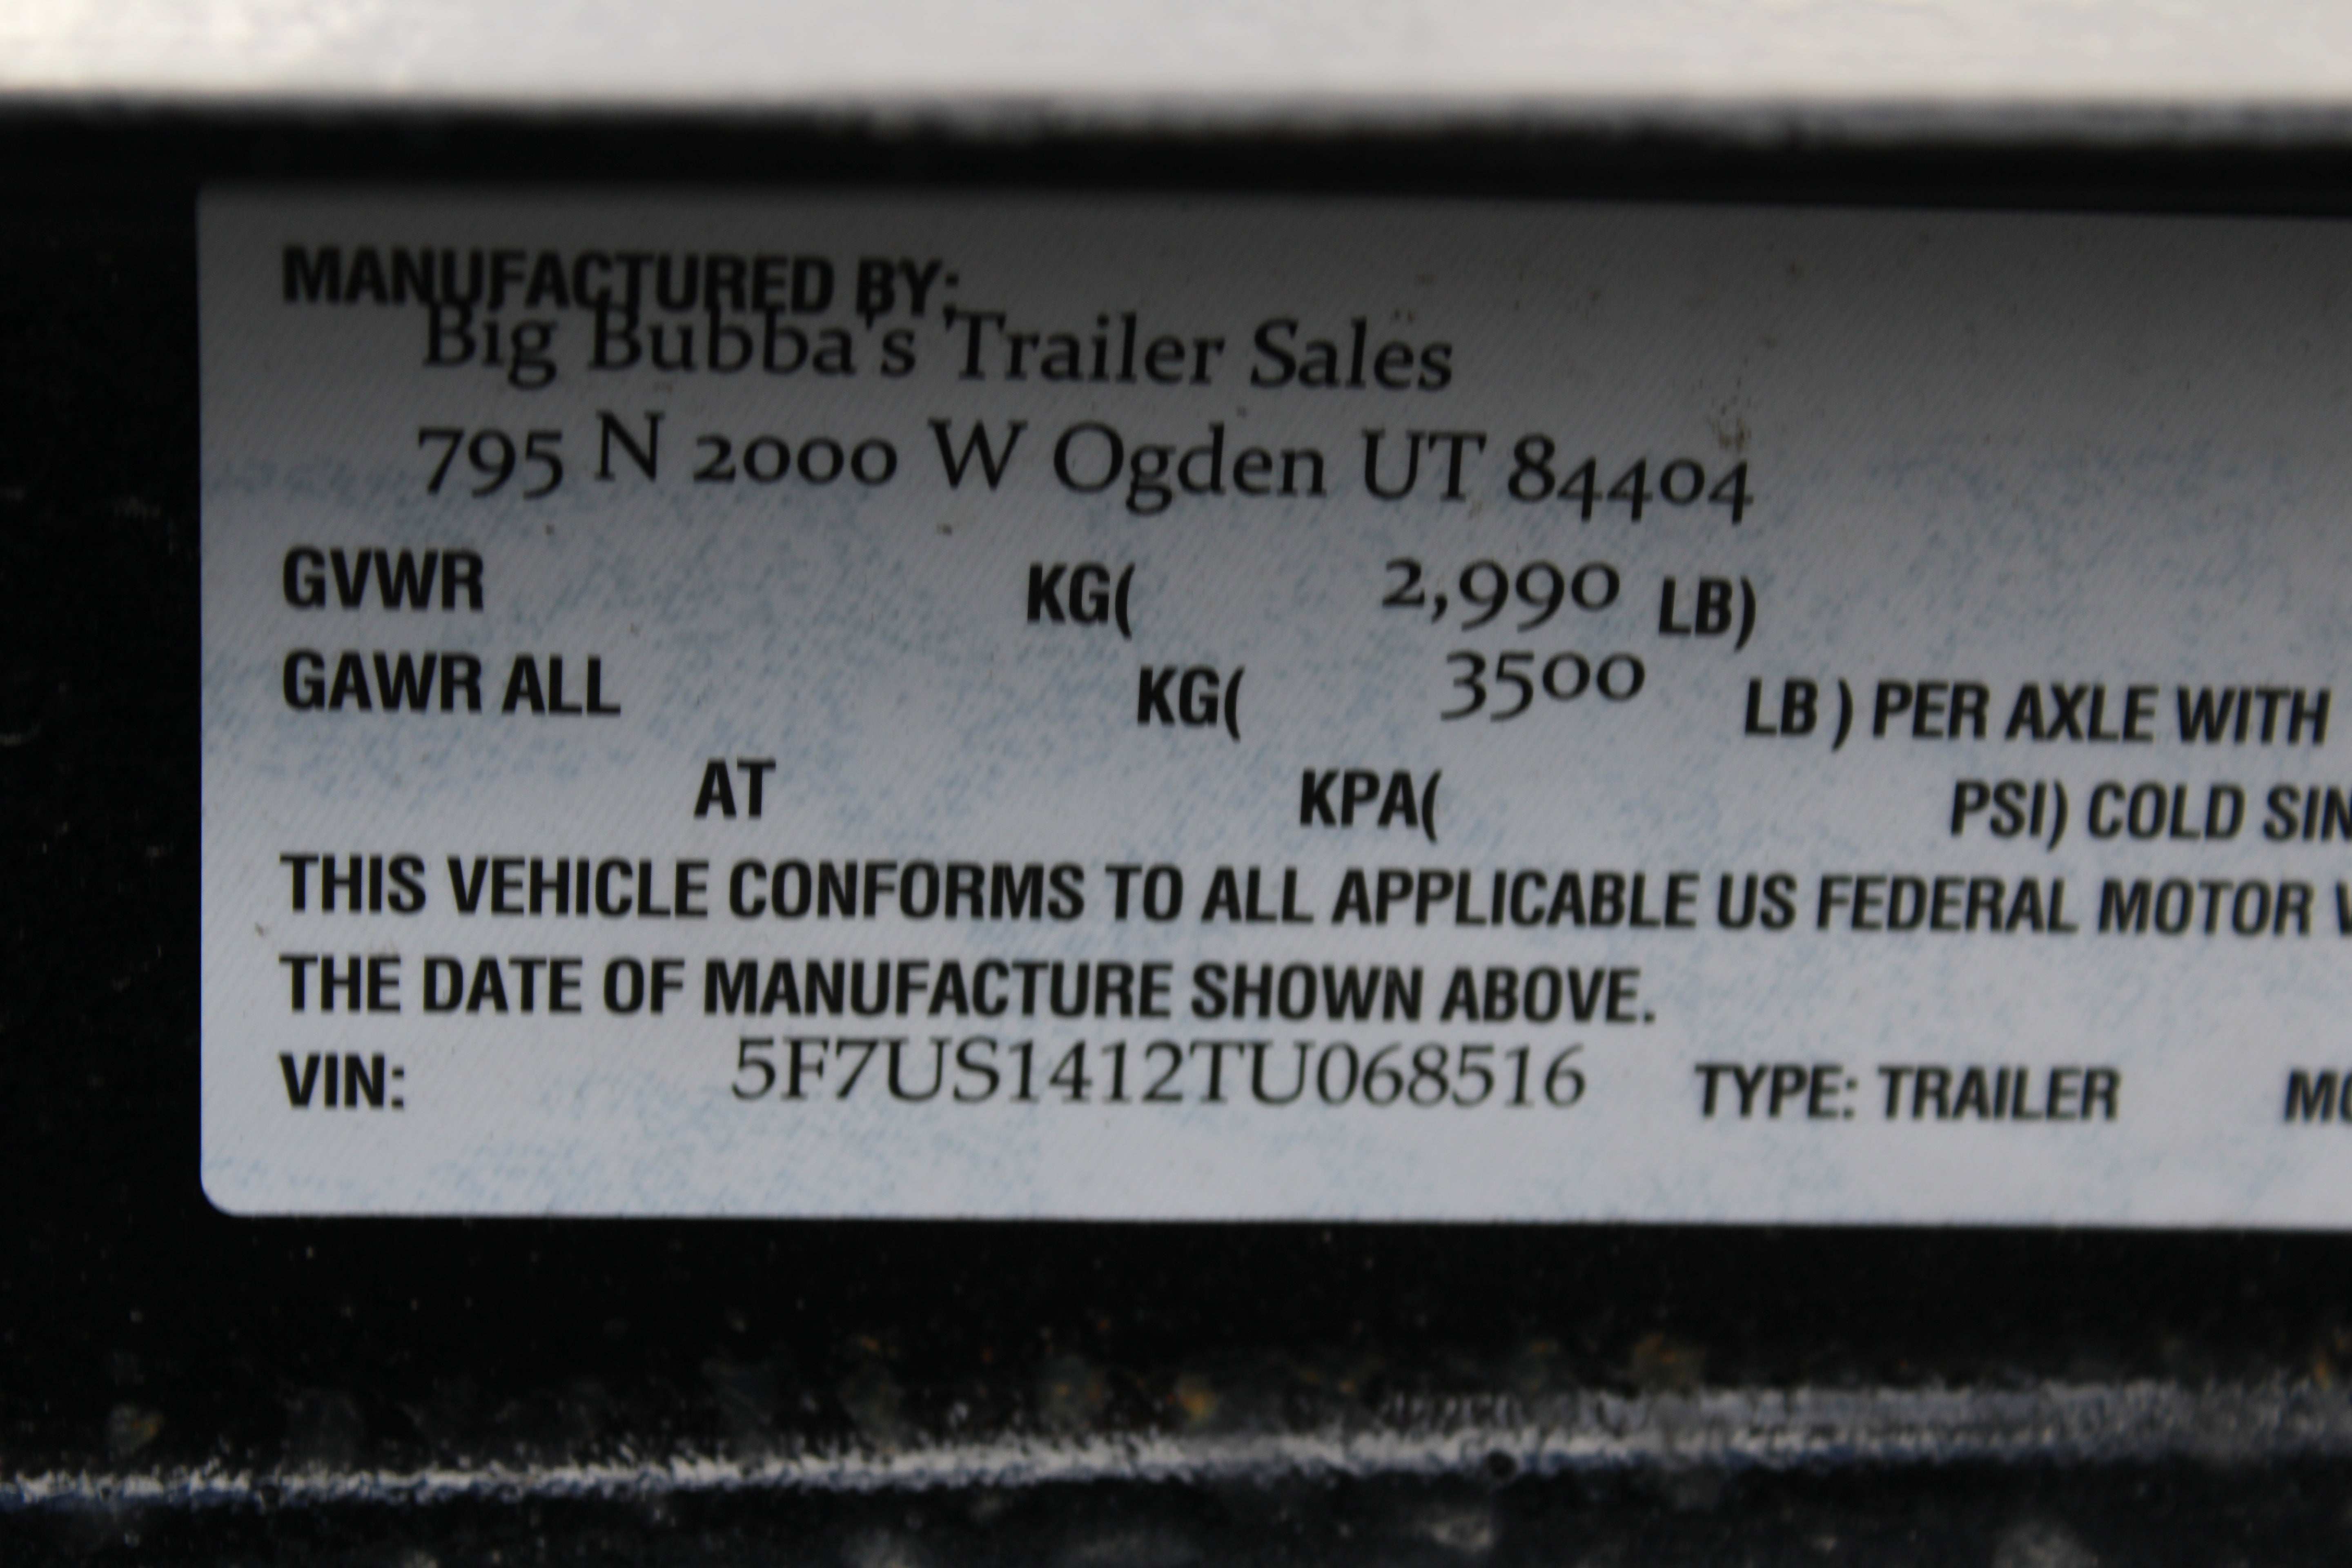 MANUFACTURED BY:
Big Bubba's Trailer Sales
795 N 2000 W Ogden UT 84404
GVWR KG( 2,990 LB)
GAWR ALL KG( 3500 LB ) PER AXLE WITH
AT KPA( PSI) COLD SIN
THIS VEHICLE CONFORMS TO ALL APPLICABLE US FEDERAL MOTOR V
THE DATE OF MANUFACTURE SHOWN ABOVE.
VIN: 5F7US1412TU068516 TYPE: TRAILER MO